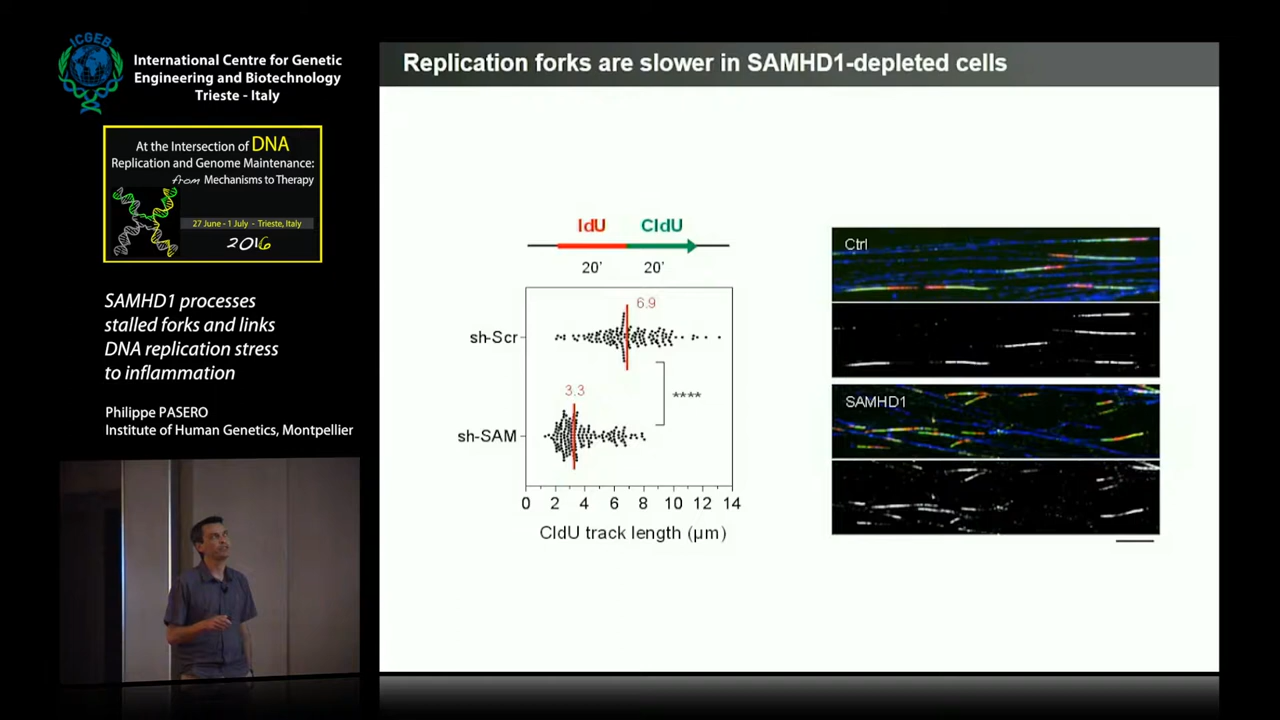 ICGEB
International Centre for Genetic
Engineering and Biotechnology
Trieste - Italy
At the Intersection of DNA
Replication and Genome Maintenance:
from Mechanisms to Therapy
27 June - 1 July - Trieste, Italy
2016
SAMHD1 processes
stalled forks and links
DNA replication stress
to inflammation
Philippe PASERO
Institute of Human Genetics, Montpellier
Replication forks are slower in SAMHD1-depleted cells
IdU CldU
20' 20'
6.9
sh-Scr
3.3
****
sh-SAM
0 2 4 6 8 10 12 14
CldU track length (µm)
Ctrl
SAMHD1